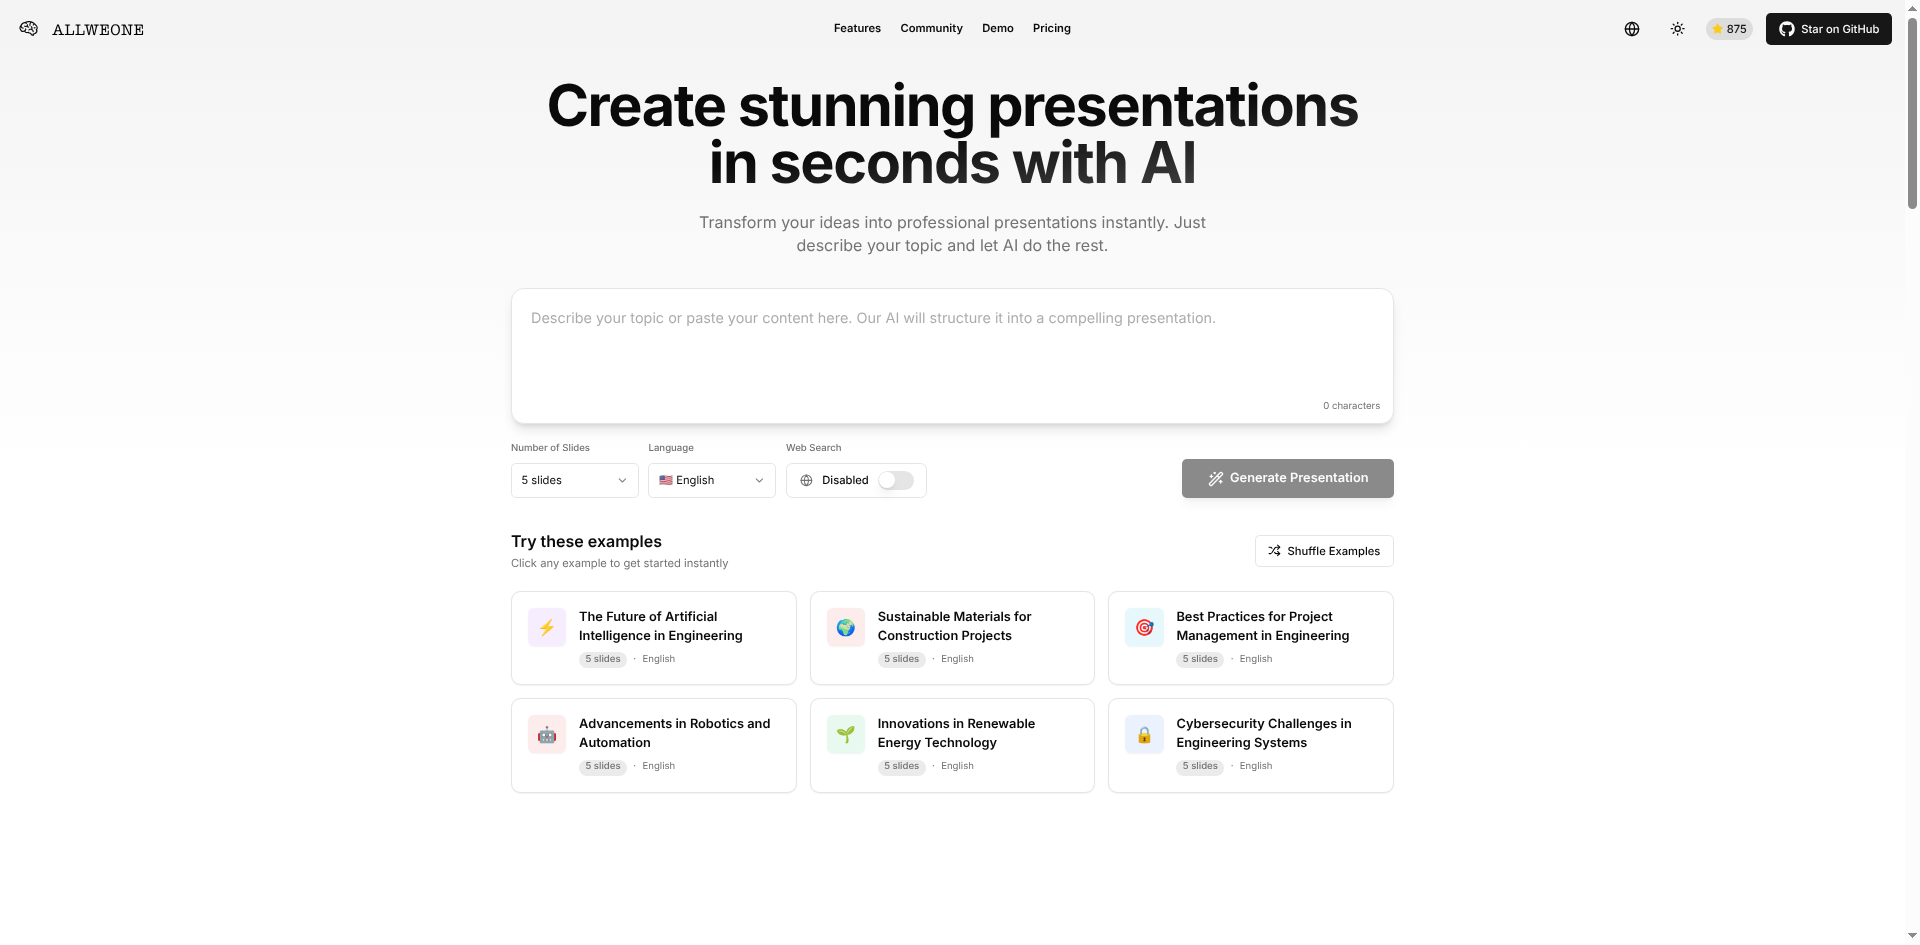 ALLWEONE
Features
Community
Demo
Pricing
875
Star on GitHub
Create stunning presentations
in seconds with AI
Transform your ideas into professional presentations instantly. Just
describe your topic and let AI do the rest.
Describe your topic or paste your content here. Our AI will structure it into a compelling presentation.
0 characters
Number of Slides
5 slides
Language
🇺🇸 English
Web Search
Disabled
Generate Presentation
Try these examples
Click any example to get started instantly
Shuffle Examples
The Future of Artificial
Intelligence in Engineering
5 slides · English
Sustainable Materials for
Construction Projects
5 slides · English
Best Practices for Project
Management in Engineering
5 slides · English
Advancements in Robotics and
Automation
5 slides · English
Innovations in Renewable
Energy Technology
5 slides · English
Cybersecurity Challenges in
Engineering Systems
5 slides · English